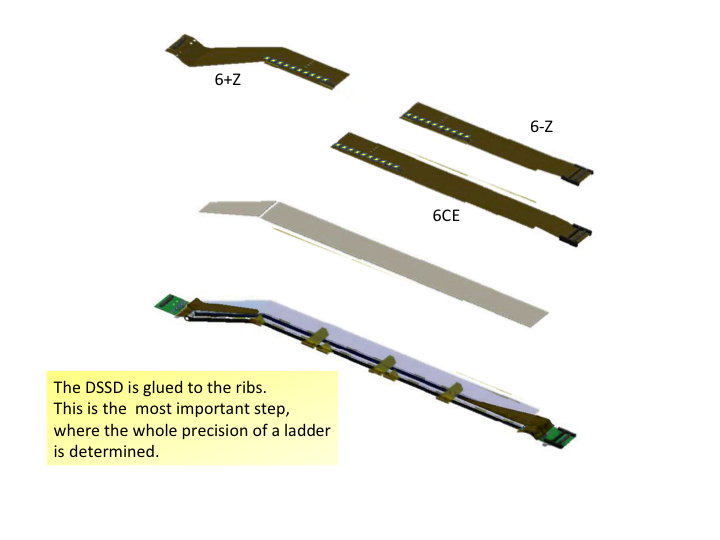 6+Z
6-Z
6CE
The DSSD is glued to the ribs.
This is the  most important step,
where the whole precision of a ladder
is determined.